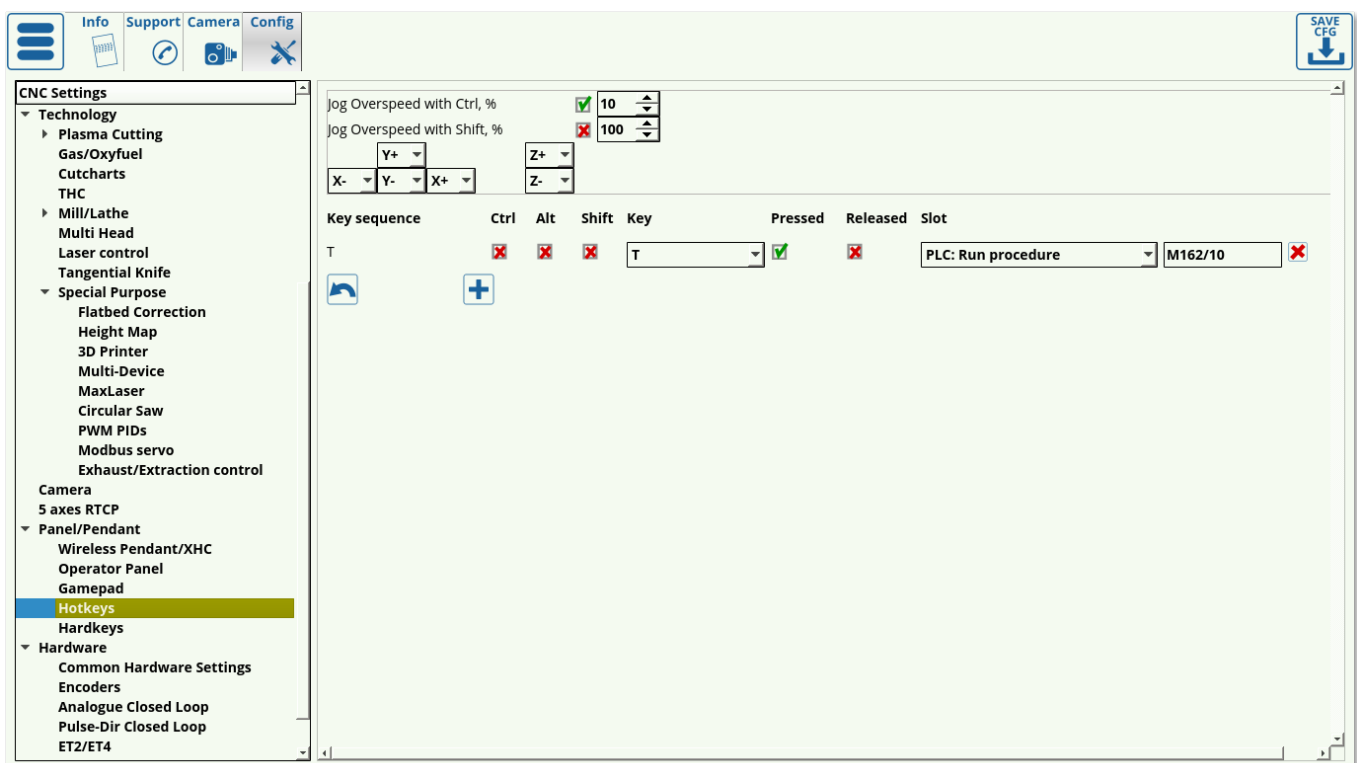 Info Support Camera Config
SAVE
CFG
CNC Settings
Technology
Plasma Cutting
Gas/Oxyfuel
Cutcharts
THC
Mill/Lathe
Multi Head
Laser control
Tangential Knife
Special Purpose
Flatbed Correction
Height Map
3D Printer
Multi-Device
MaxLaser
Circular Saw
PWM PIDs
Modbus servo
Exhaust/Extraction control
Camera
5 axes RTCP
Panel/Pendant
Wireless Pendant/XHC
Operator Panel
Gamepad
Hotkeys
Hardkeys
Hardware
Common Hardware Settings
Encoders
Analogue Closed Loop
Pulse-Dir Closed Loop
ET2/ET4
Jog Overspeed with Ctrl, % 10
Jog Overspeed with Shift, % 100
Y+ Z+
X- Y- X+ Z-
Key sequence Ctrl Alt Shift Key Pressed Released Slot
T T PLC: Run procedure M162/10